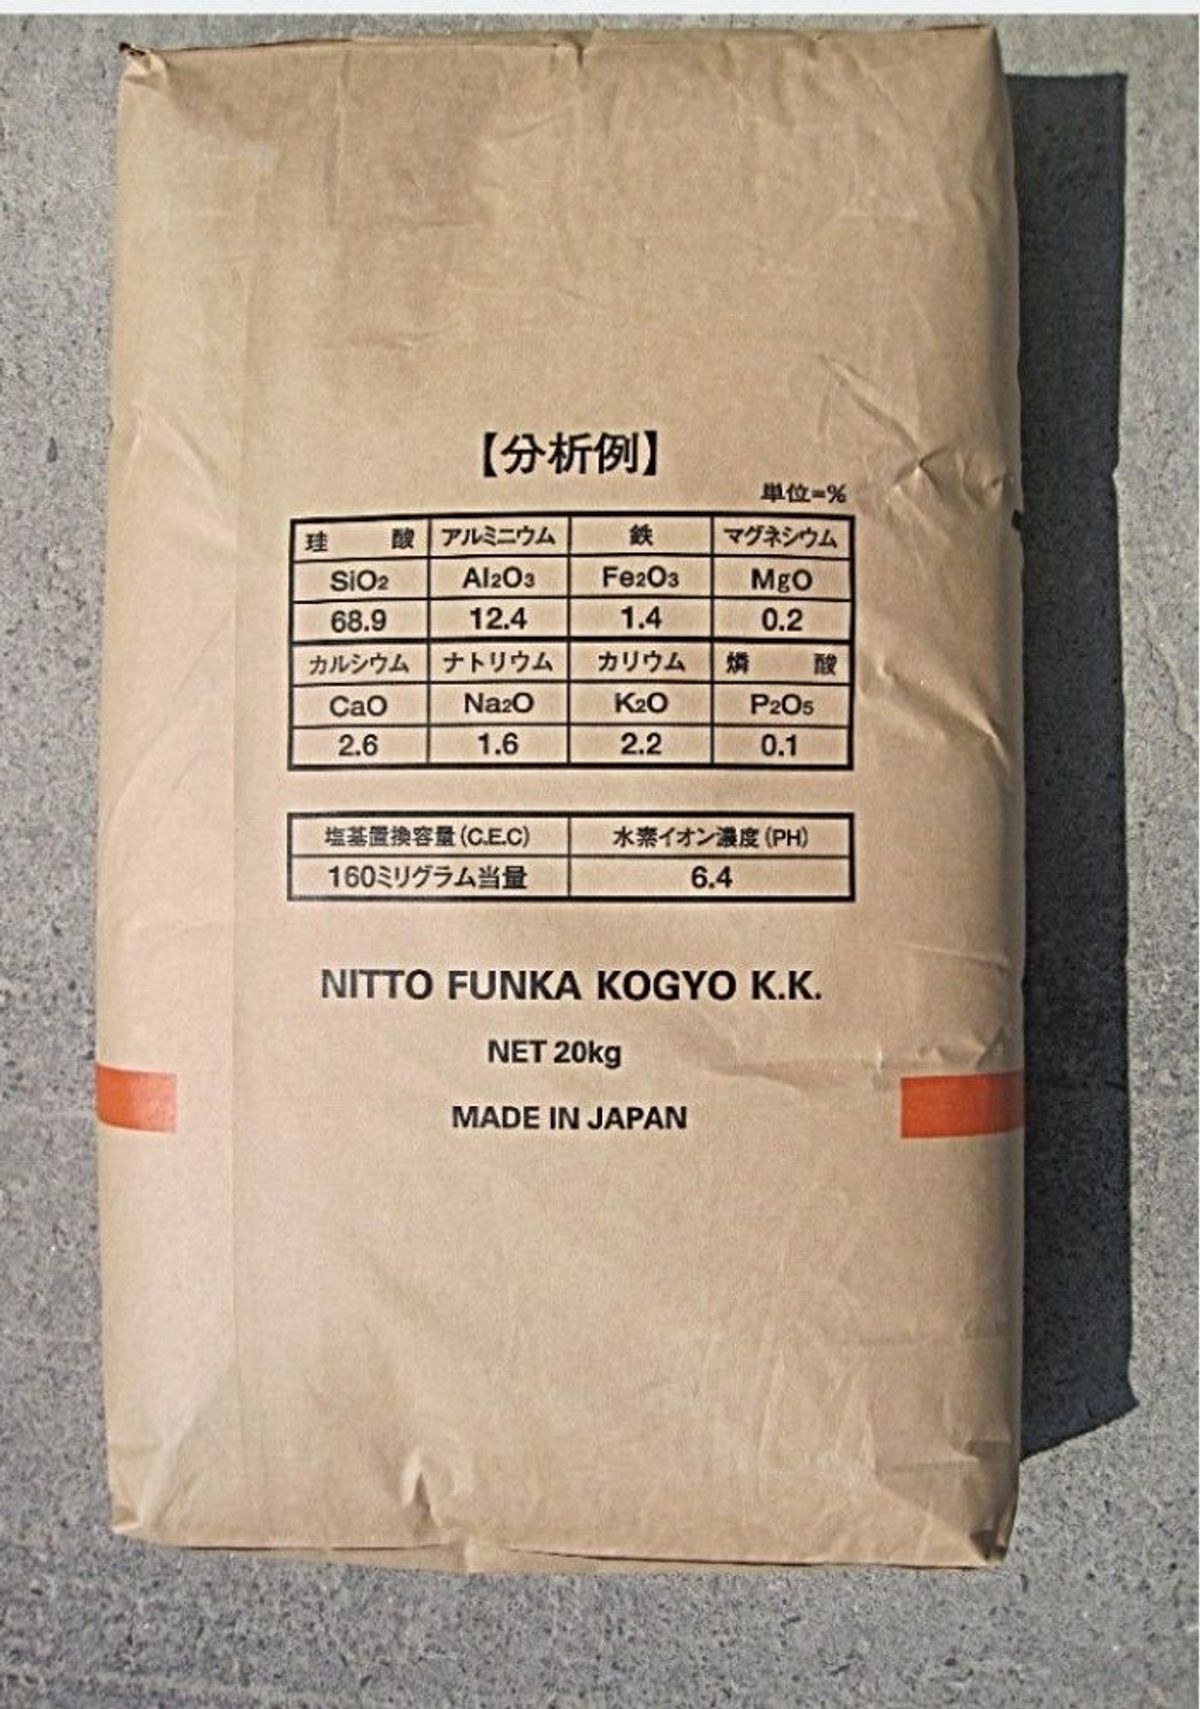 【分析例】
単位=%
珪酸 アルミニウム 鉄 マグネシウム
SiO2 Al2O3 Fe2O3 MgO
68.9 12.4 1.4 0.2
カルシウム ナトリウム カリウム 燐酸
CaO Na2O K2O P2O5
2.6 1.6 2.2 0.1
塩基置換容量(C.E.C) 水素イオン濃度(PH)
160ミリグラム当量 6.4
NITTO FUNKA KOGYO K.K.
NET 20kg
MADE IN JAPAN